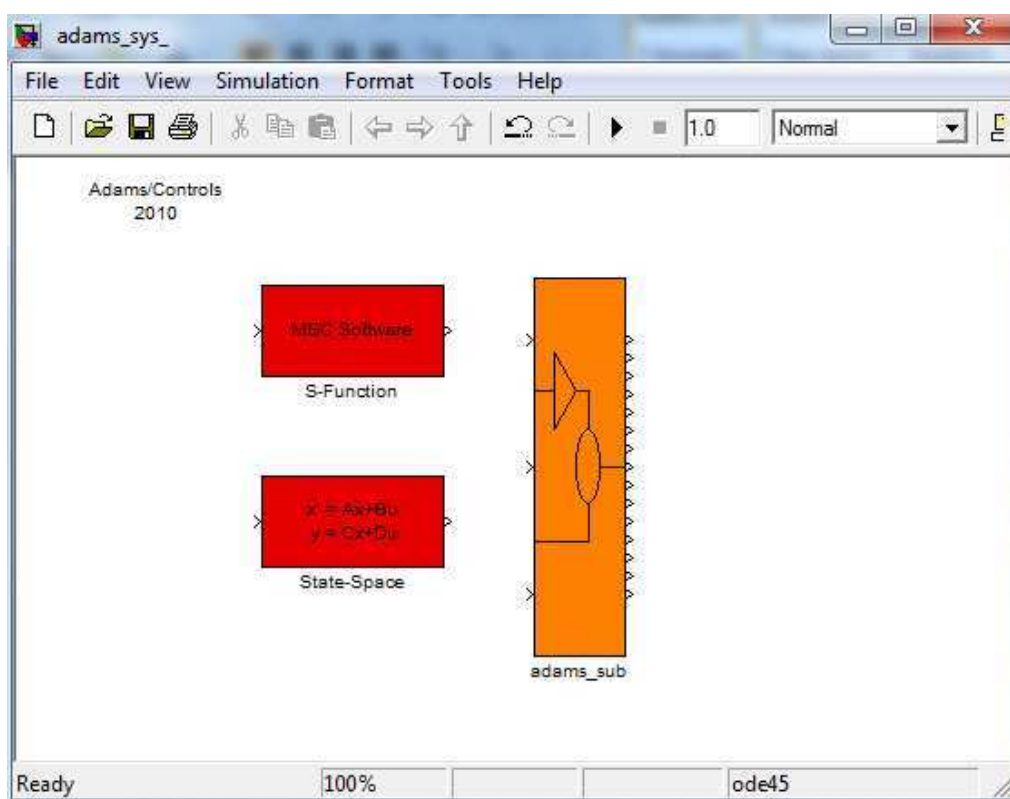 adams_sys_
File Edit View Simulation Format Tools Help
1.0 Normal
Adams/Controls
2010
MSC Software
S-Function
x' = Ax+Bu
y = Cx+Du
State-Space
adams_sub
Ready 100% ode45